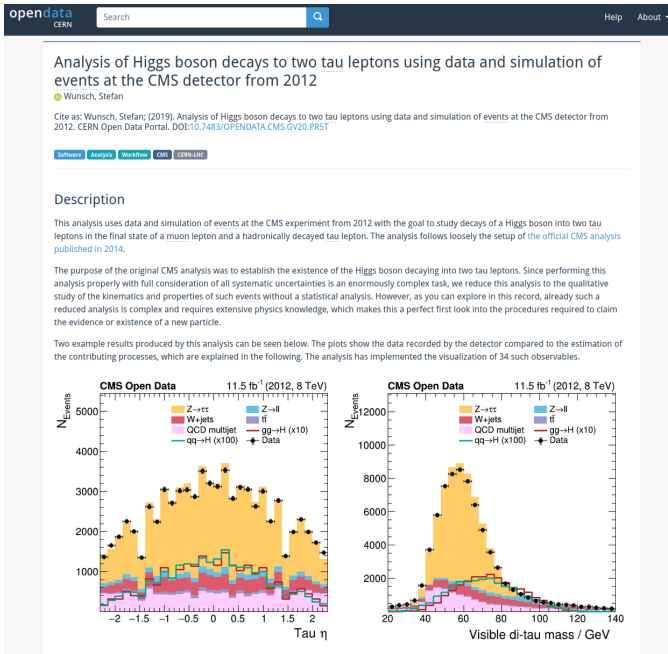 opendata
CERN
Search
Help About
Analysis of Higgs boson decays to two tau leptons using data and simulation of
events at the CMS detector from 2012
Wunsch, Stefan
Cite as: Wunsch, Stefan; (2019). Analysis of Higgs boson decays to two tau leptons using data and simulation of events at the CMS detector from
2012. CERN Open Data Portal. DOI:10.7483/OPENDATA.CMS.GV20.PR5T
Software Analysis Workflow CMS CERN-LHC
Description
This analysis uses data and simulation of events at the CMS experiment from 2012 with the goal to study decays of a Higgs boson into two tau
leptons in the final state of a muon lepton and a hadronically decayed tau lepton. The analysis follows loosely the setup of the official CMS analysis
published in 2014.
The purpose of the original CMS analysis was to establish the existence of the Higgs boson decaying into two tau leptons. Since performing this
analysis properly with full consideration of all systematic uncertainties is an enormously complex task, we reduce this analysis to the qualitative
study of the kinematics and properties of such events without a statistical analysis. However, as you can explore in this record, already such a
reduced analysis is complex and requires extensive physics knowledge, which makes this a perfect first look into the procedures required to claim
the evidence or existence of a new particle.
Two example results produced by this analysis can be seen below. The plots show the data recorded by the detector compared to the estimation of
the contributing processes, which are explained in the following. The analysis has implemented the visualization of 34 such observables.
CMS Open Data 11.5 fb⁻¹ (2012, 8 TeV)
N_Events
5000
4000
3000
2000
1000
Z→ττ Z→ll
W+jets tt̄
QCD multijet gg→H (x10)
qq→H (x100) Data
−2 −1.5 −1 −0.5 0 0.5 1 1.5 2
Tau η
CMS Open Data 11.5 fb⁻¹ (2012, 8 TeV)
N_Events
12000
10000
8000
6000
4000
2000
Z→ττ Z→ll
W+jets tt̄
QCD multijet gg→H (x10)
qq→H (x100) Data
20 40 60 80 100 120 140
Visible di-tau mass / GeV